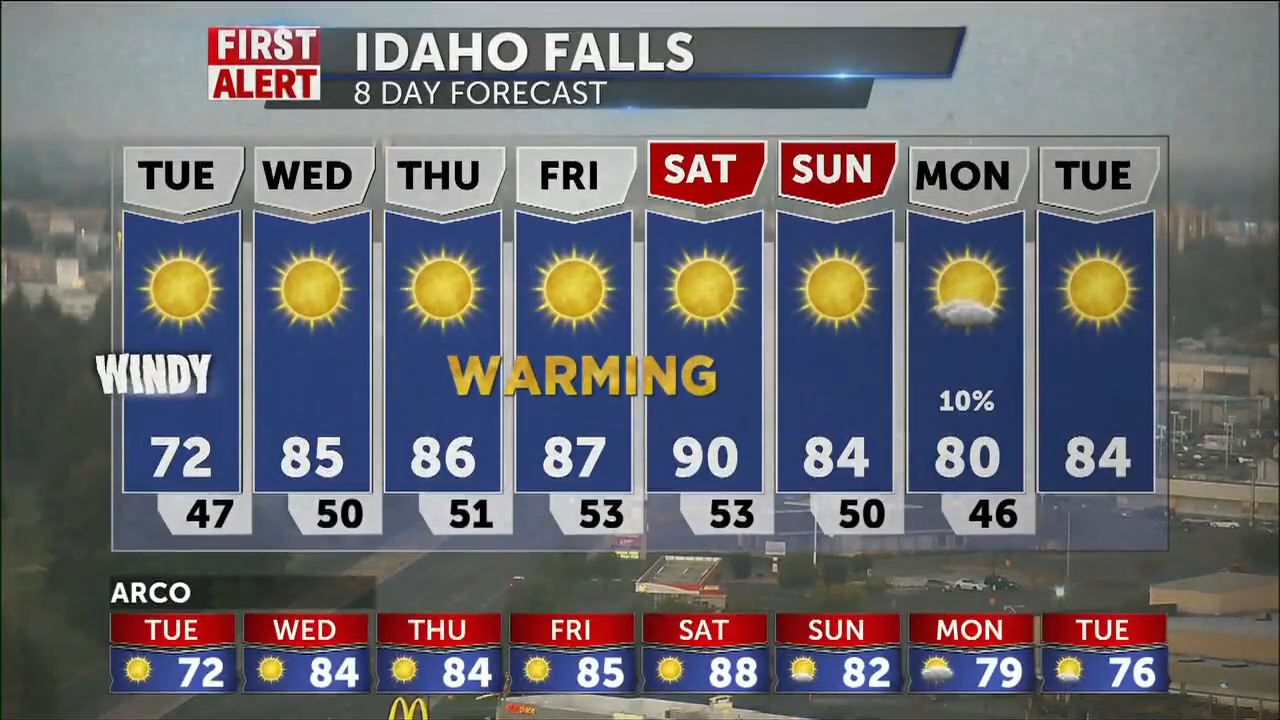 FIRST
ALERT
IDAHO FALLS
8 DAY FORECAST
TUE WED THU FRI SAT SUN MON TUE
WINDY WARMING
10%
72 85 86 87 90 84 80 84
47 50 51 53 53 50 46
ARCO
TUE WED THU FRI SAT SUN MON TUE
72 84 84 85 88 82 79 76